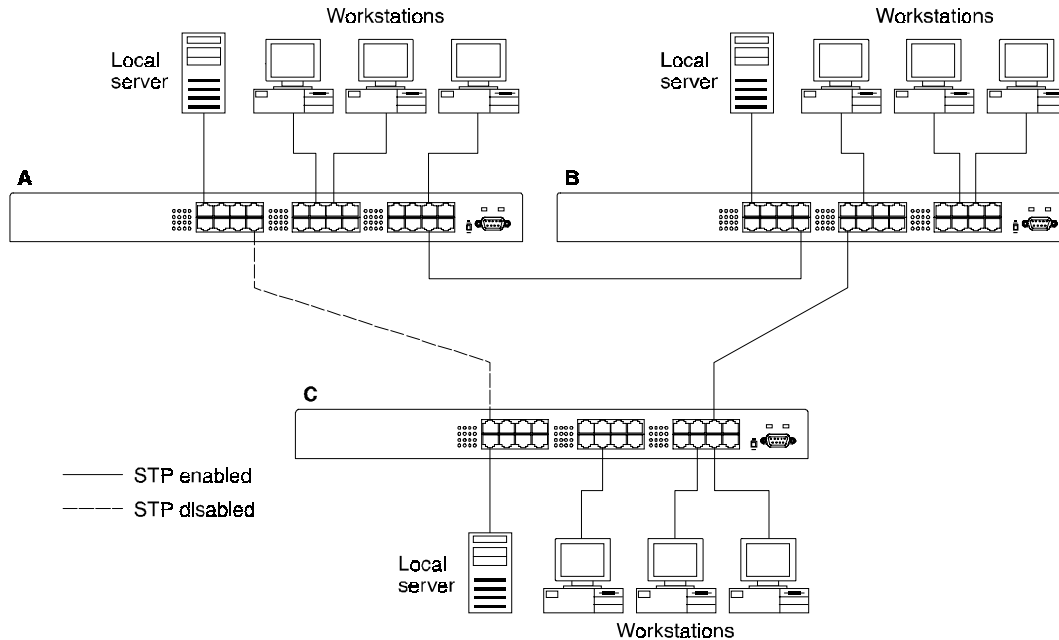 Workstations
Workstations
Local
server
Local
server
A
B
C
STP enabled
STP disabled
Local
server
Workstations